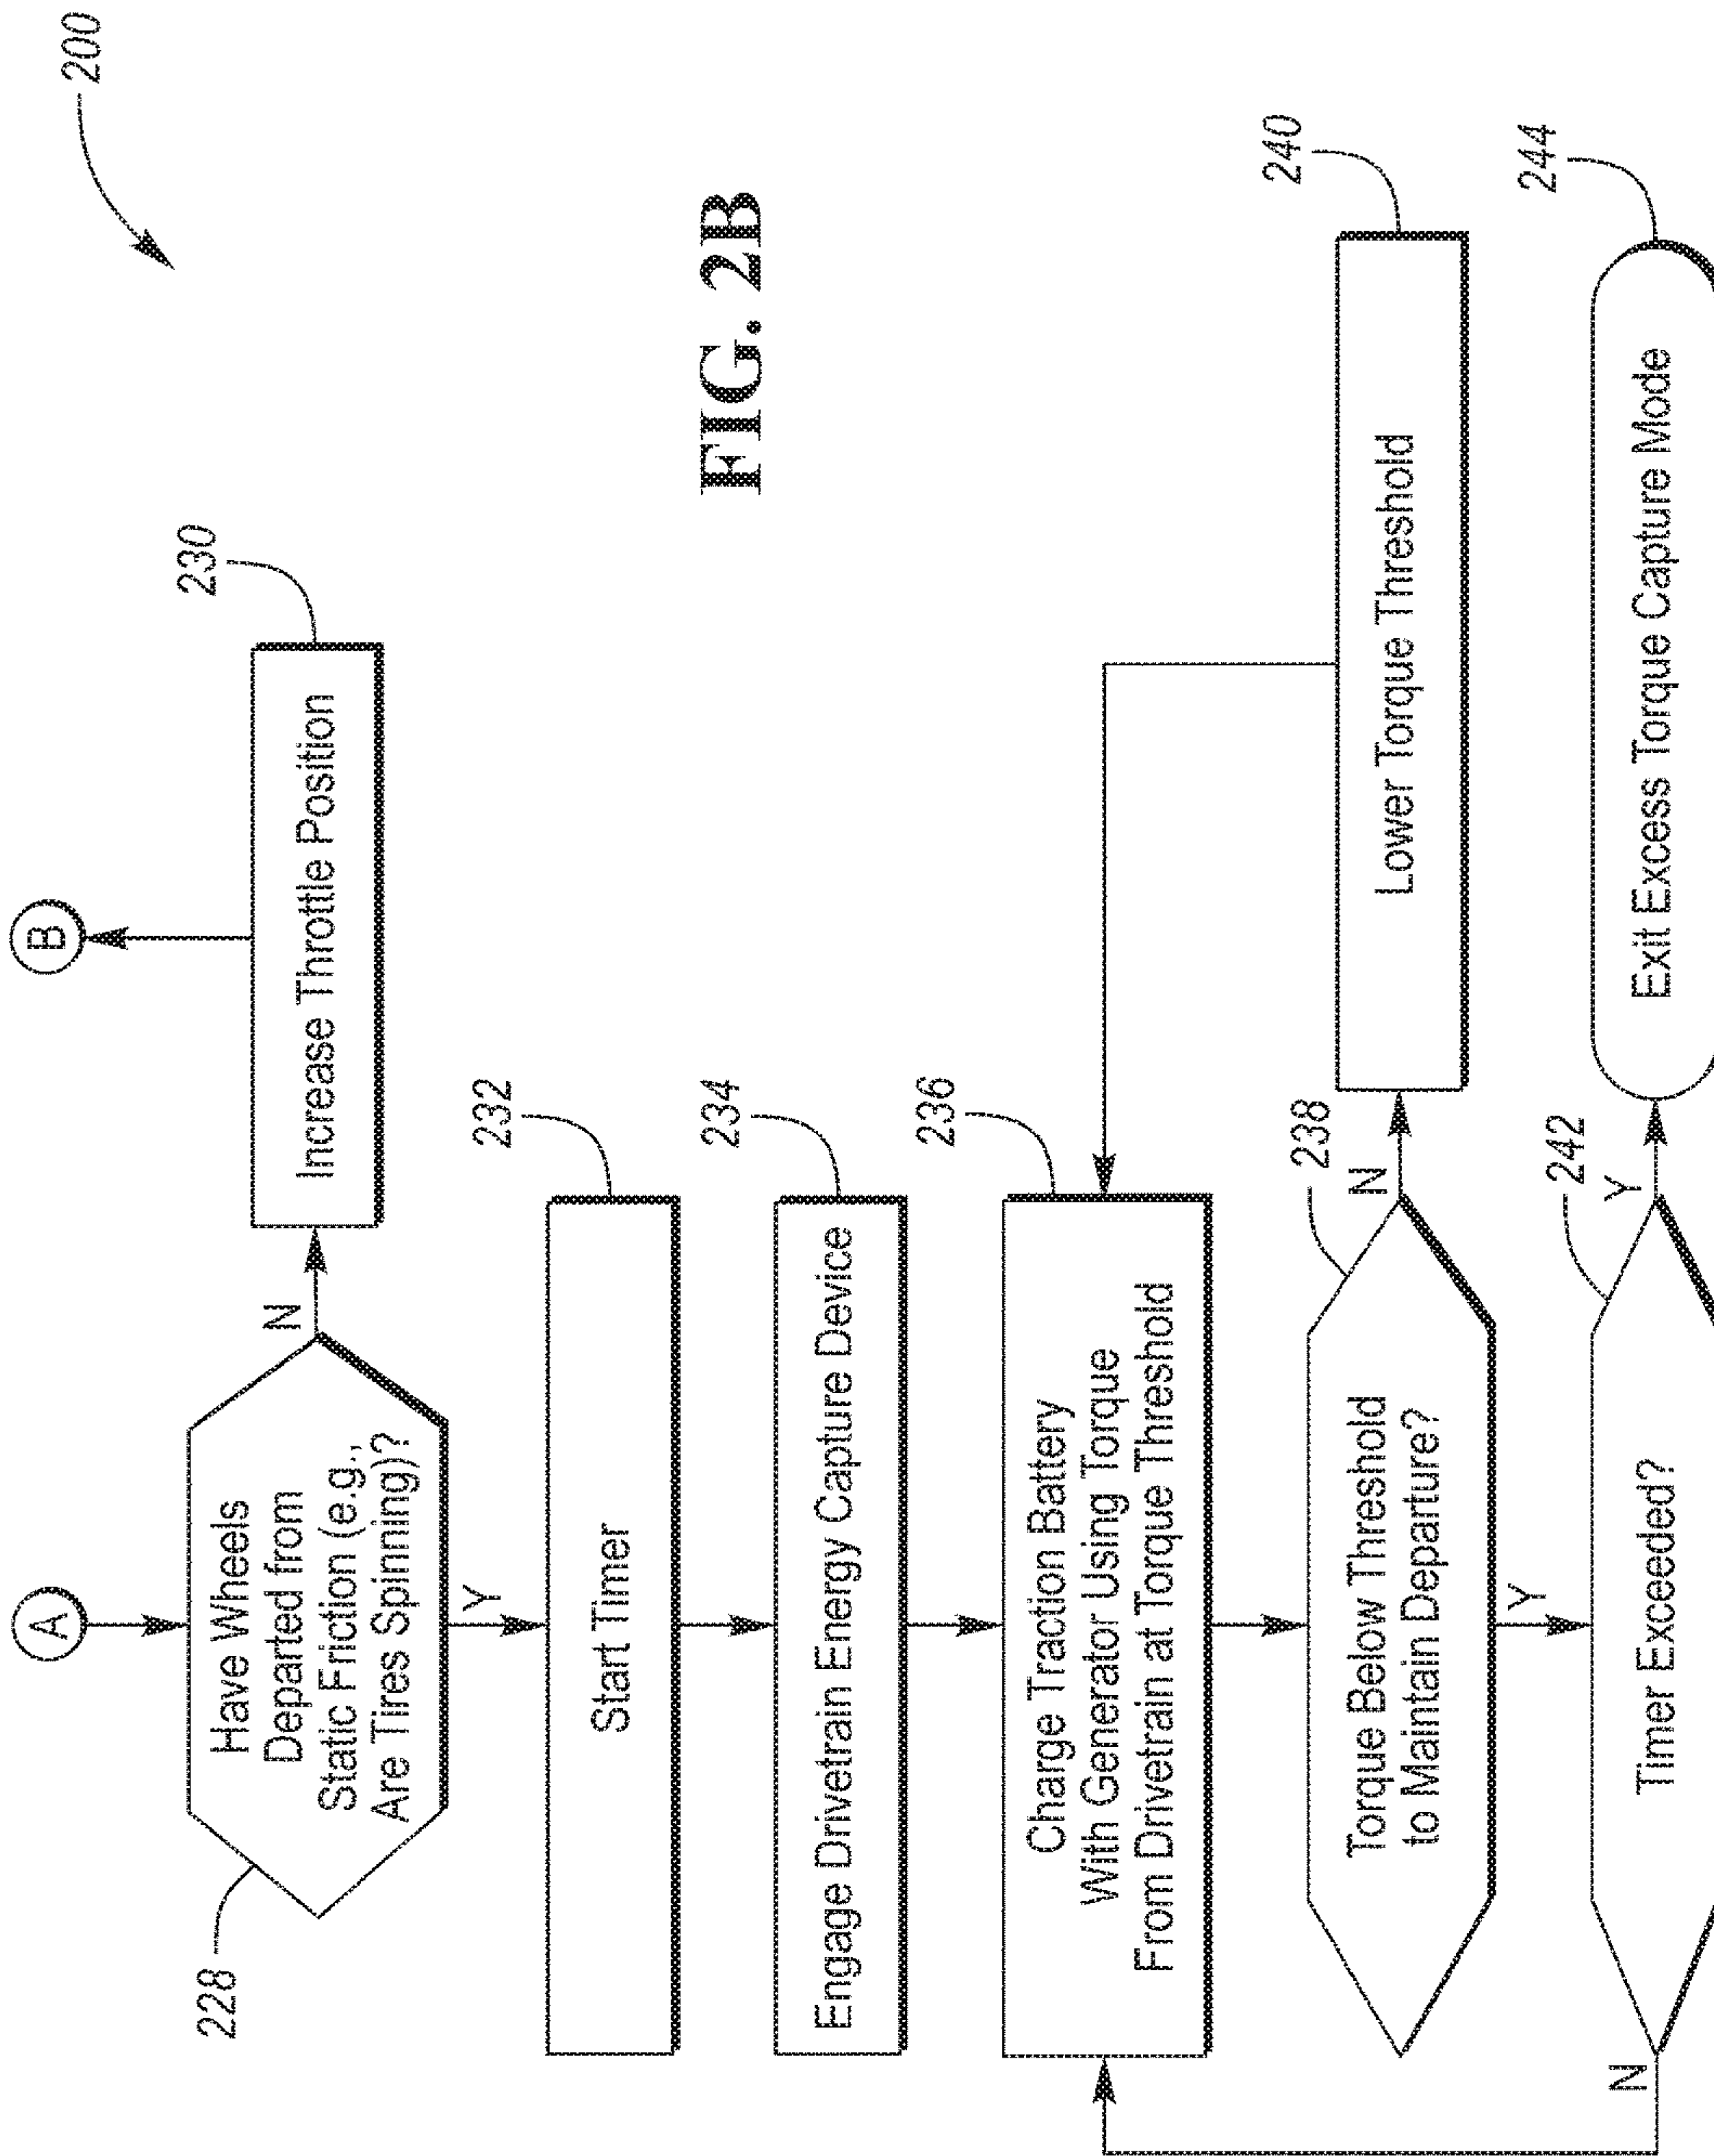 200
A
B
228
Have Wheels
Departed from
Static Friction (e.g.,
Are Tires Spinning)?
N
230
Increase Throttle Position
Y
232
Start Timer
234
Engage Drivetrain Energy Capture Device
236
Charge Traction Battery
With Generator Using Torque
From Drivetrain at Torque Threshold
238
Torque Below Threshold
to Maintain Departure?
N
240
Lower Torque Threshold
Y
242
Timer Exceeded?
N
Y
244
Exit Excess Torque Capture Mode
FIG. 2B